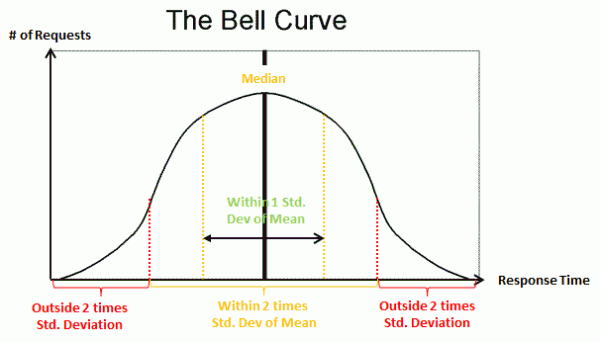 The Bell Curve
# of Requests
Median
Within 1 Std.
Dev of Mean
Response Time
Outside 2 times
Std. Deviation
Within 2 times
Std. Dev of Mean
Outside 2 times
Std. Deviation